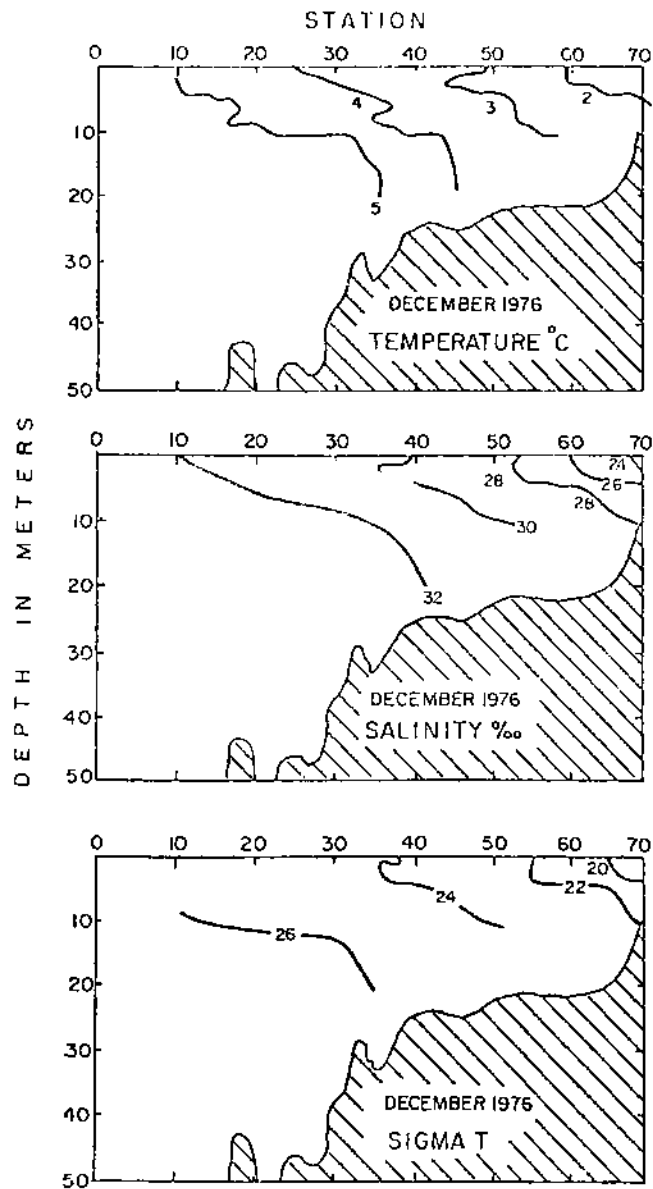 STATION
0 10 20 30 40 50 60 70
10
20
30
40
50
5
4
3
2
DECEMBER 1976
TEMPERATURE °C
DEPTH IN METERS
0 10 20 30 40 50 60 70
10
20
30
40
50
24
28
26
28
30
32
DECEMBER 1976
SALINITY ‰
0 10 20 30 40 50 60 70
10
20
30
40
50
20
22
24
26
DECEMBER 1976
SIGMA T